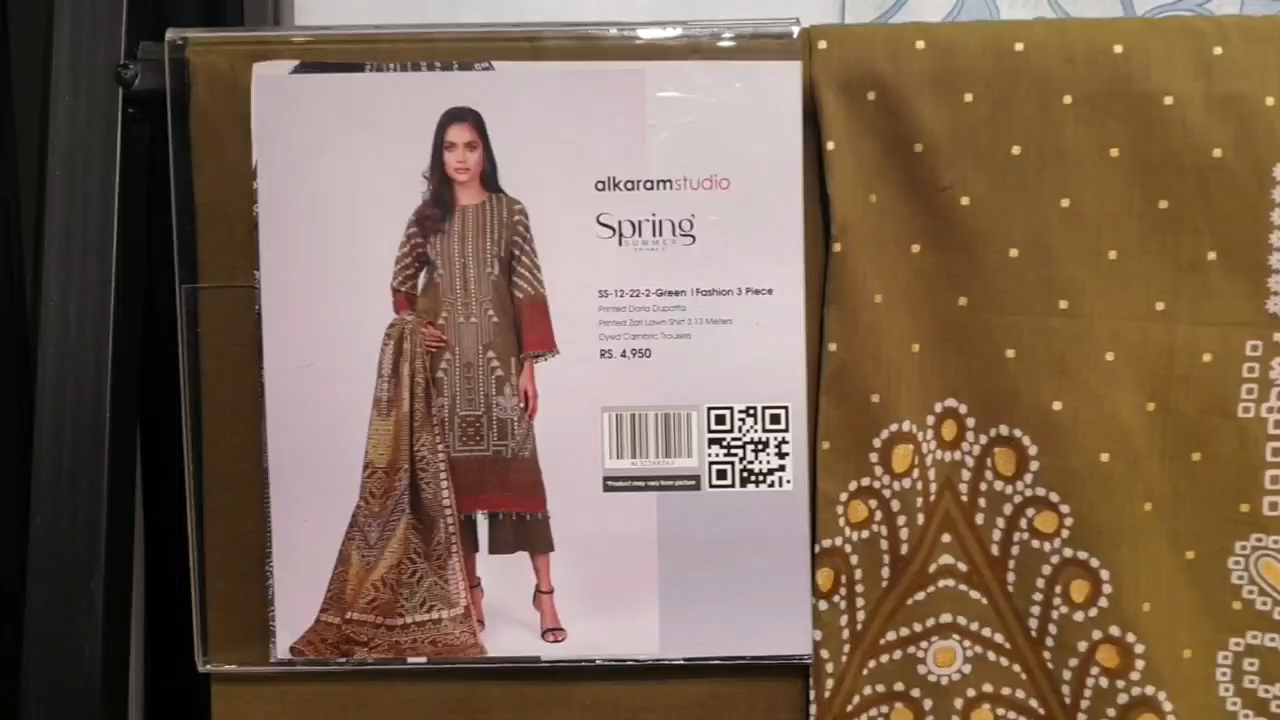 alkaramstudio
Spring
SUMMER
SS-12-22-2-Green | Fashion 3 Piece
Printed Doria Dupatta
Printed Zari Lawn Shirt 3.13 Meters
Dyed Cambric Trousers
RS. 4,950
*Product may vary from picture